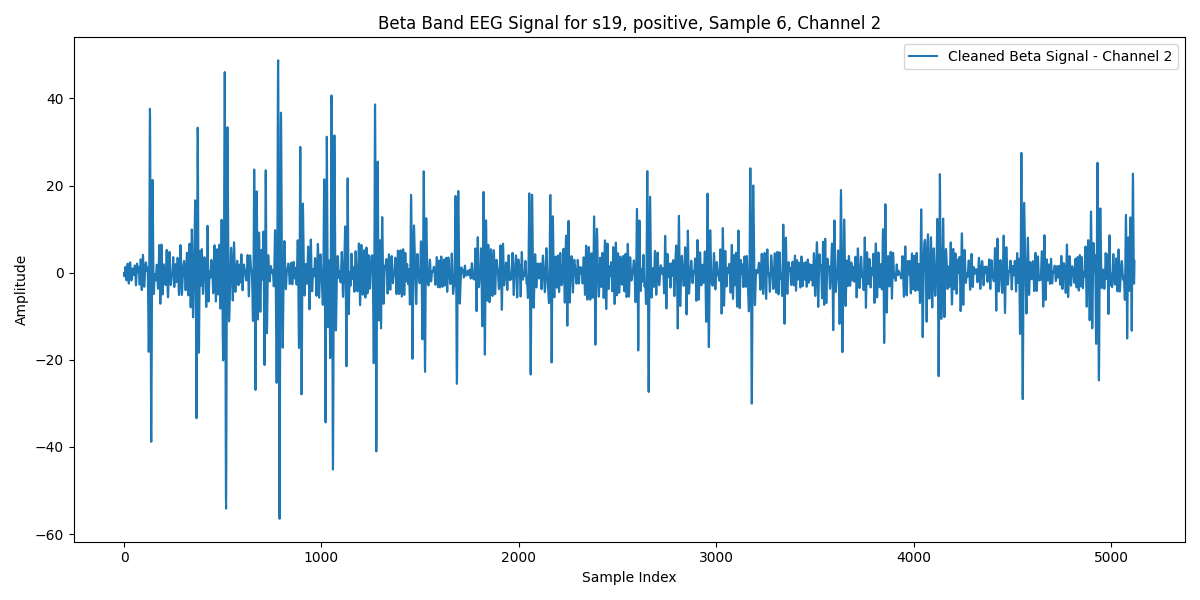 Beta Band EEG Signal for s19, positive, Sample 6, Channel 2
Cleaned Beta Signal - Channel 2
Amplitude
40
20
0
−20
−40
−60
0 1000 2000 3000 4000 5000
Sample Index